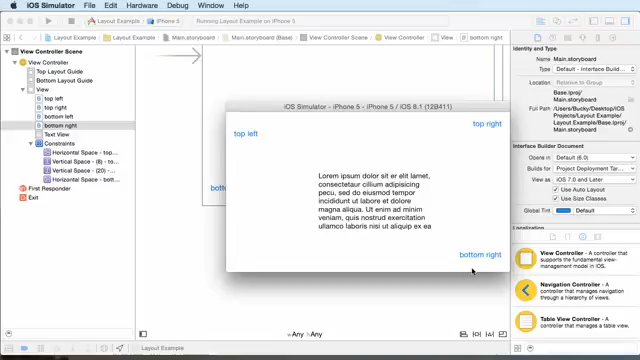 iOS Simulator File Edit Hardware Debug Window Help
Layout Example iPhone 5 Running Layout Example on iPhone 5
Layout Example Layout Example Main.storyboard View Controller Scene View Controller View bottom right
View Controller Scene
View Controller
Top Layout Guide
Bottom Layout Guide
View
top left
top right
bottom left
bottom right
Text View
Constraints
Horizontal Space - top...
Vertical Space - (8) - to...
Vertical Space - (20) - ...
Horizontal Space - bott...
First Responder
Exit
iOS Simulator - iPhone 5 - iPhone 5 / iOS 8.1 (12B411)
top right
top left
Lorem ipsum dolor sit er elit lamet,
consectetaur cillium adipisicing
pecu, sed do eiusmod tempor
incididunt ut labore et dolore
magna aliqua. Ut enim ad minim
veniam, quis nostrud exercitation
ullamco laboris nisi ut aliquip ex ea
bottom right
Any Any
Layout Example
Identity and Type
Name Main.storyboard
Type Default - Interface Build...
Location Relative to Group
Base.lproj/
Main.storyboard
Full Path /Users/Bucky/Desktop/iOS
Projects/Layout Example/
Layout Example/
Base.lproj/
Main.storyboard
Interface Builder Document
Opens in Default (6.0)
Builds for Project Deployment Tar...
View as iOS 7.0 and Later
Use Auto Layout
Use Size Classes
Global Tint Default
Localization
View Controller - A
controller that supports the
fundamental view-
management model in iOS.
Navigation Controller - A
controller that manages navigation
through a hierarchy of views.
Table View Controller - A
controller that manages a table view.